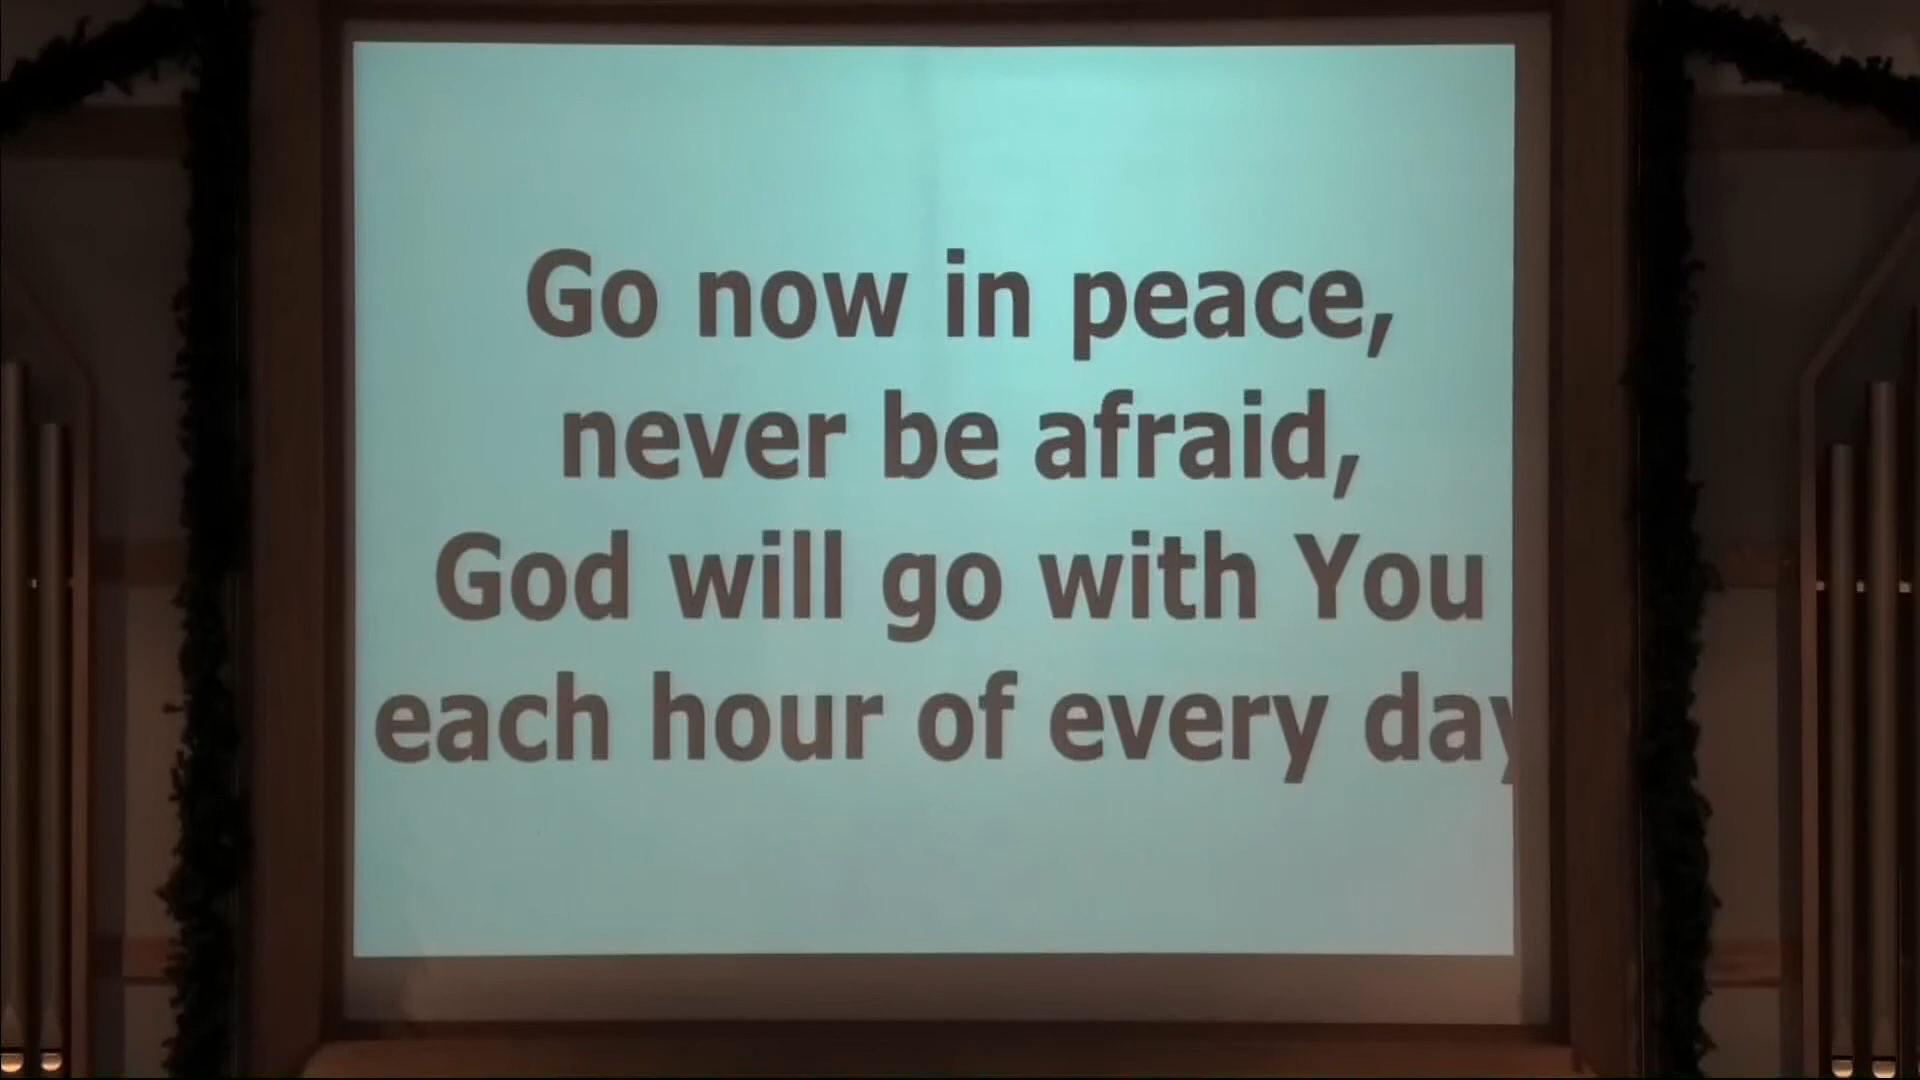 Go now in peace,
never be afraid,
God will go with You
each hour of every day